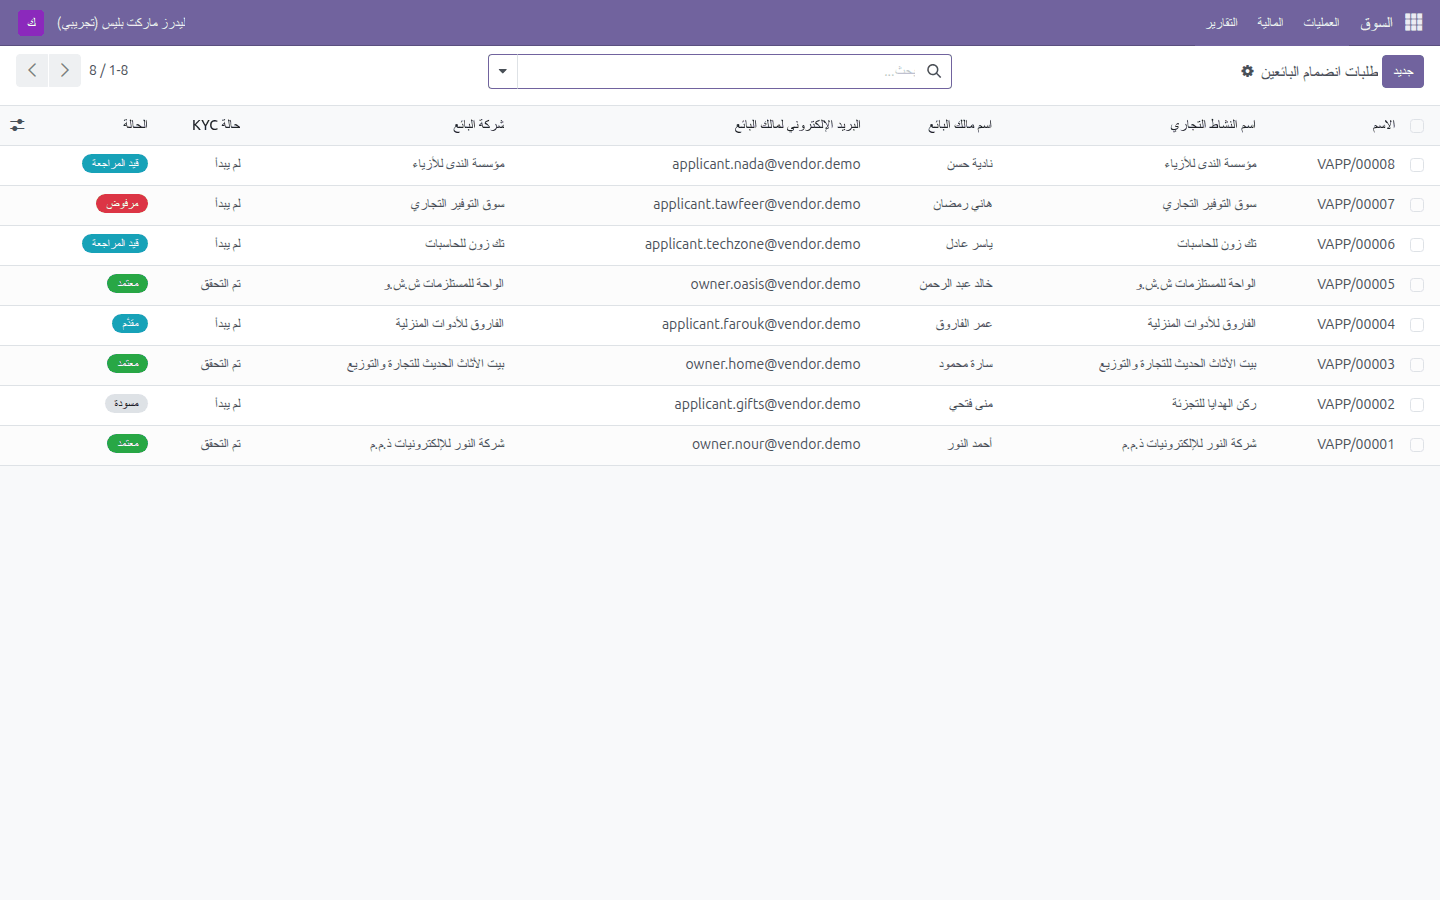 السوق العمليات المالية التقارير ليدرز ماركت بليس (تجريبي) ك
جديد طلبات انضمام البائعين بحث... 1-8 / 8
الاسم اسم النشاط التجاري اسم مالك البائع البريد الإلكتروني لمالك البائع شركة البائع حالة KYC الحالة
VAPP/00008 مؤسسة الندى للأزياء نادية حسن applicant.nada@vendor.demo مؤسسة الندى للأزياء لم يبدأ قيد المراجعة
VAPP/00007 سوق التوفير التجاري هاني رمضان applicant.tawfeer@vendor.demo سوق التوفير التجاري لم يبدأ مرفوض
VAPP/00006 تك زون للحاسبات ياسر عادل applicant.techzone@vendor.demo تك زون للحاسبات لم يبدأ قيد المراجعة
VAPP/00005 الواحة للمستلزمات ش.ش.و خالد عبد الرحمن owner.oasis@vendor.demo الواحة للمستلزمات ش.ش.و تم التحقق معتمد
VAPP/00004 الفاروق للأدوات المنزلية عمر الفاروق applicant.farouk@vendor.demo الفاروق للأدوات المنزلية لم يبدأ مقدّم
VAPP/00003 بيت الأثاث الحديث للتجارة والتوزيع سارة محمود owner.home@vendor.demo بيت الأثاث الحديث للتجارة والتوزيع تم التحقق معتمد
VAPP/00002 ركن الهدايا للتجزئة منى فتحي applicant.gifts@vendor.demo لم يبدأ مسودة
VAPP/00001 شركة النور للإلكترونيات ذ.م.م أحمد النور owner.nour@vendor.demo شركة النور للإلكترونيات ذ.م.م تم التحقق معتمد